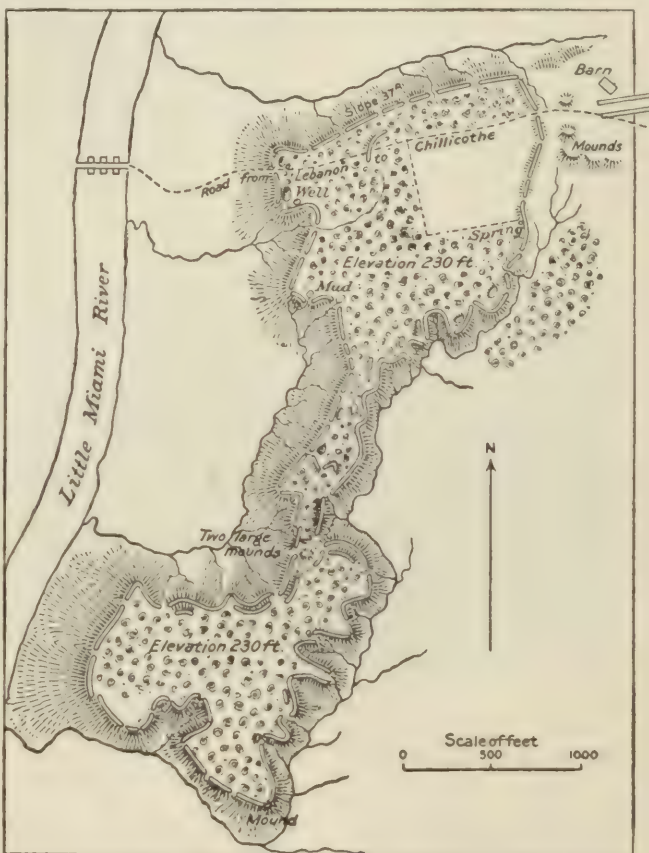 Barn
Slope 37°
Chillicothe
Mounds
Road from Lebanon to
Well
Spring
Elevation 230 ft.
Mud
Little Miami River
N
Two large
mounds
Elevation 230 ft.
Scale of feet
0 500 1000
Mound